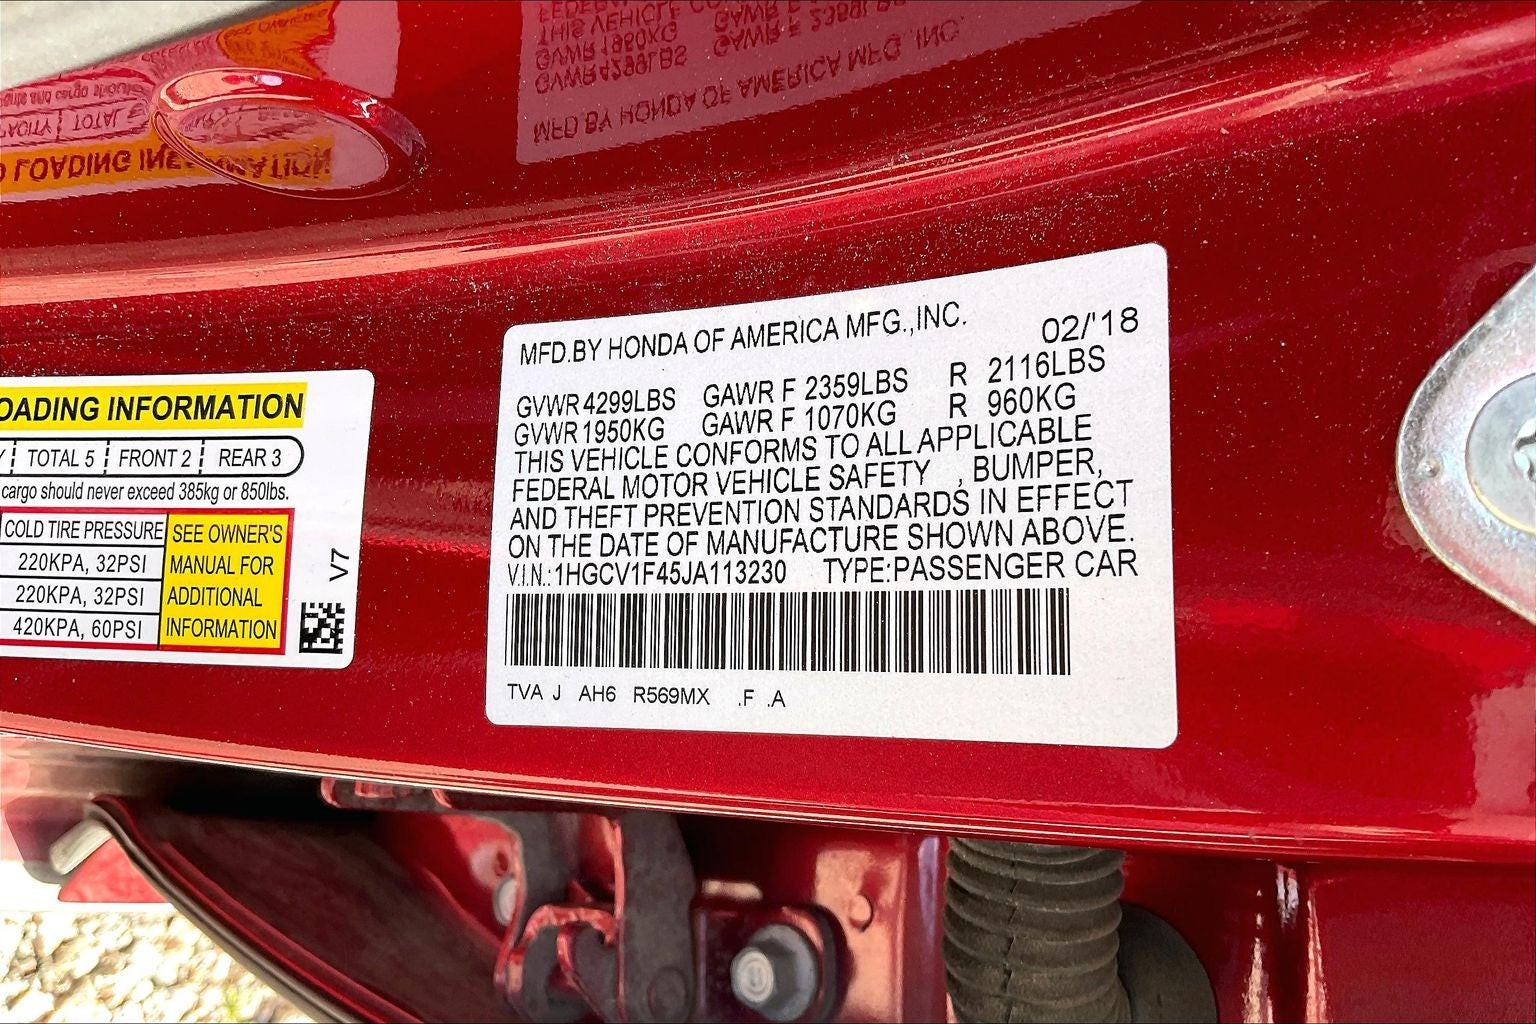 OADING INFORMATION
Y TOTAL 5 FRONT 2 REAR 3
cargo should never exceed 385kg or 850lbs.
COLD TIRE PRESSURE
220KPA, 32PSI
220KPA, 32PSI
420KPA, 60PSI
SEE OWNER'S
MANUAL FOR
ADDITIONAL
INFORMATION
V7
MFD.BY HONDA OF AMERICA MFG.,INC.
02/'18
GVWR 4299LBS GAWR F 2359LBS R 2116LBS
GVWR 1950KG GAWR F 1070KG R 960KG
THIS VEHICLE CONFORMS TO ALL APPLICABLE
FEDERAL MOTOR VEHICLE SAFETY , BUMPER,
AND THEFT PREVENTION STANDARDS IN EFFECT
ON THE DATE OF MANUFACTURE SHOWN ABOVE.
V.I.N.:1HGCV1F45JA113230 TYPE:PASSENGER CAR
TVA J AH6 R569MX .F .A